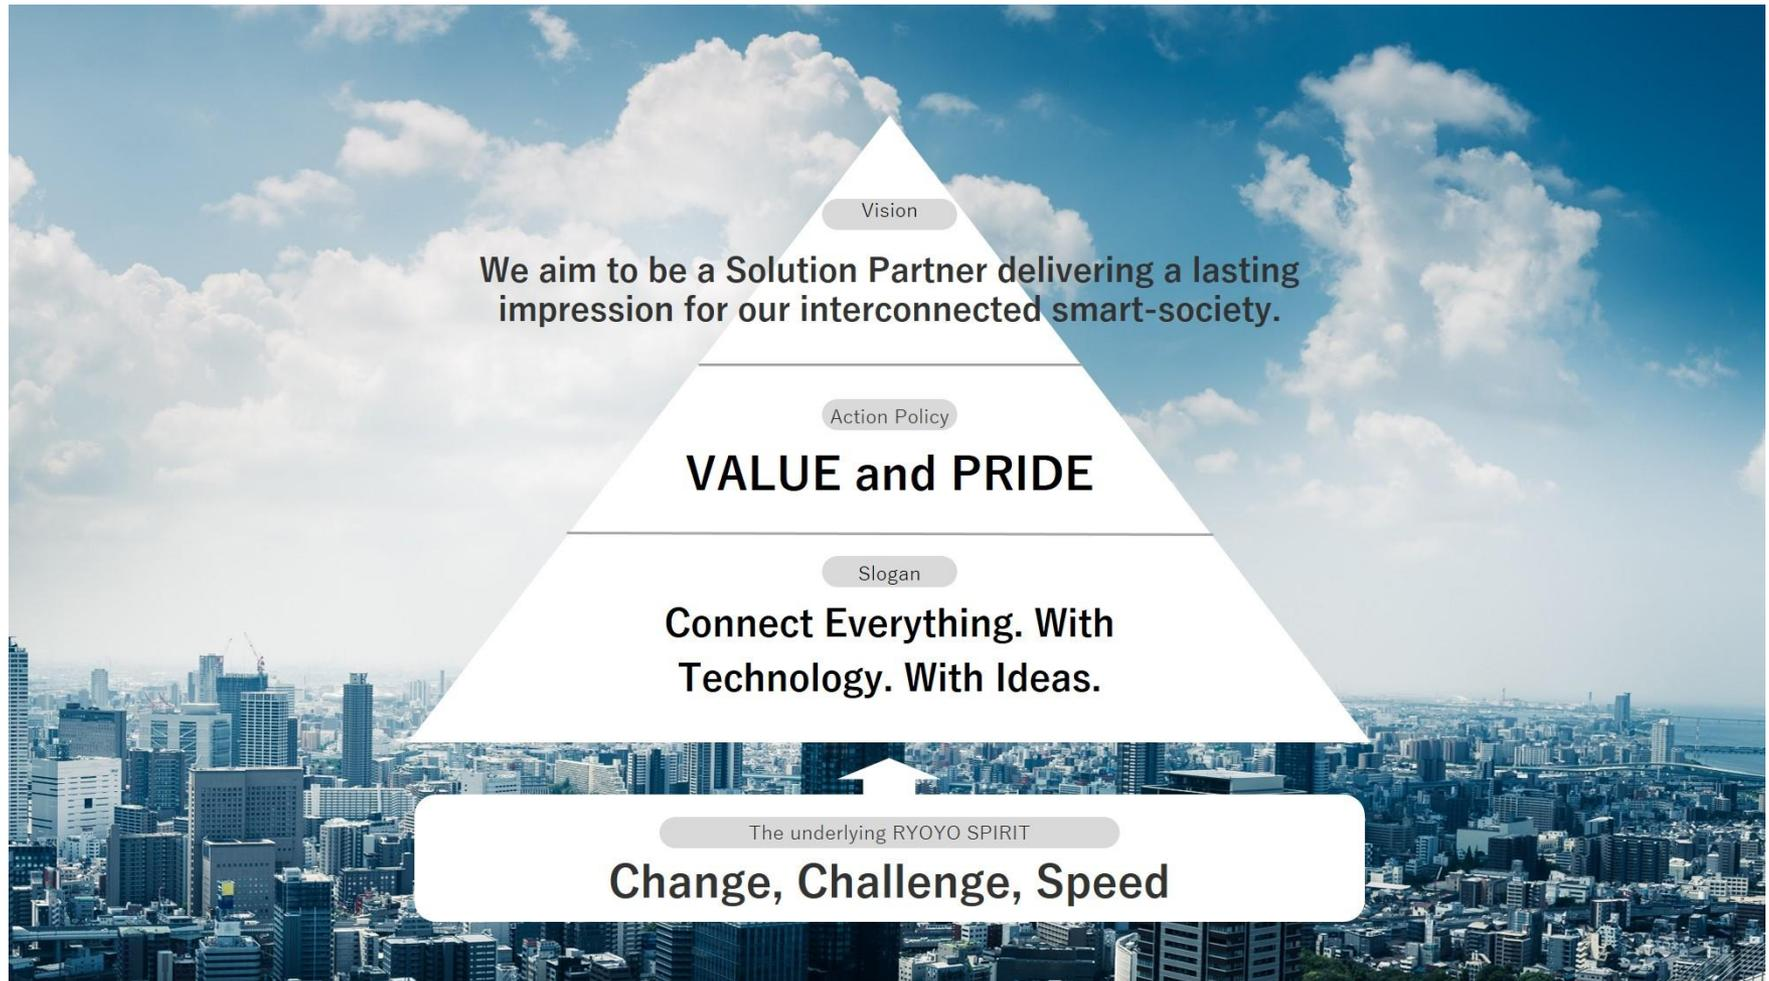 Vision
We aim to be a Solution Partner delivering a lasting
impression for our interconnected smart-society.
Action Policy
VALUE and PRIDE
Slogan
Connect Everything. With
Technology. With Ideas.
The underlying RYOYO SPIRIT
Change, Challenge, Speed